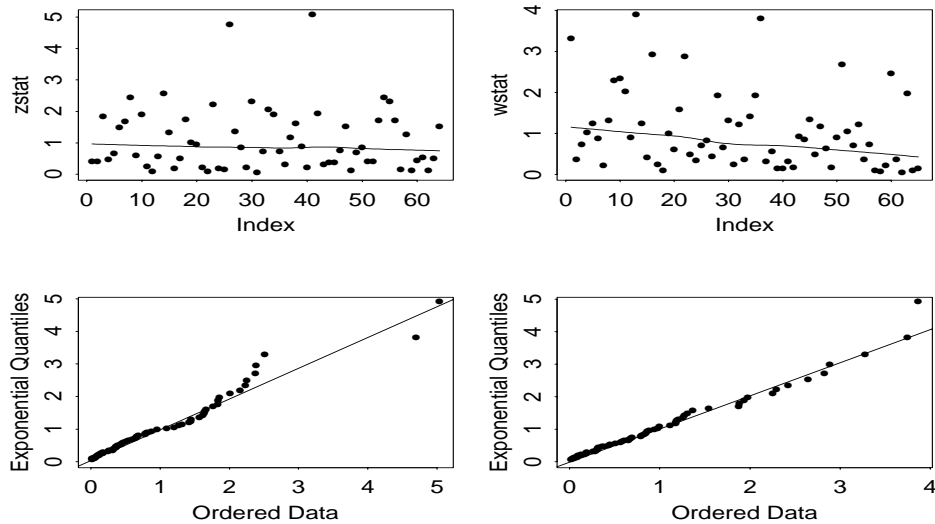 zstat
0 1 2 3 4 5
0 10 20 30 40 50 60
Index
wstat
0 1 2 3 4
0 10 20 30 40 50 60
Index
Exponential Quantiles
0 1 2 3 4 5
0 1 2 3 4 5
Ordered Data
Exponential Quantiles
0 1 2 3 4 5
0 1 2 3 4
Ordered Data